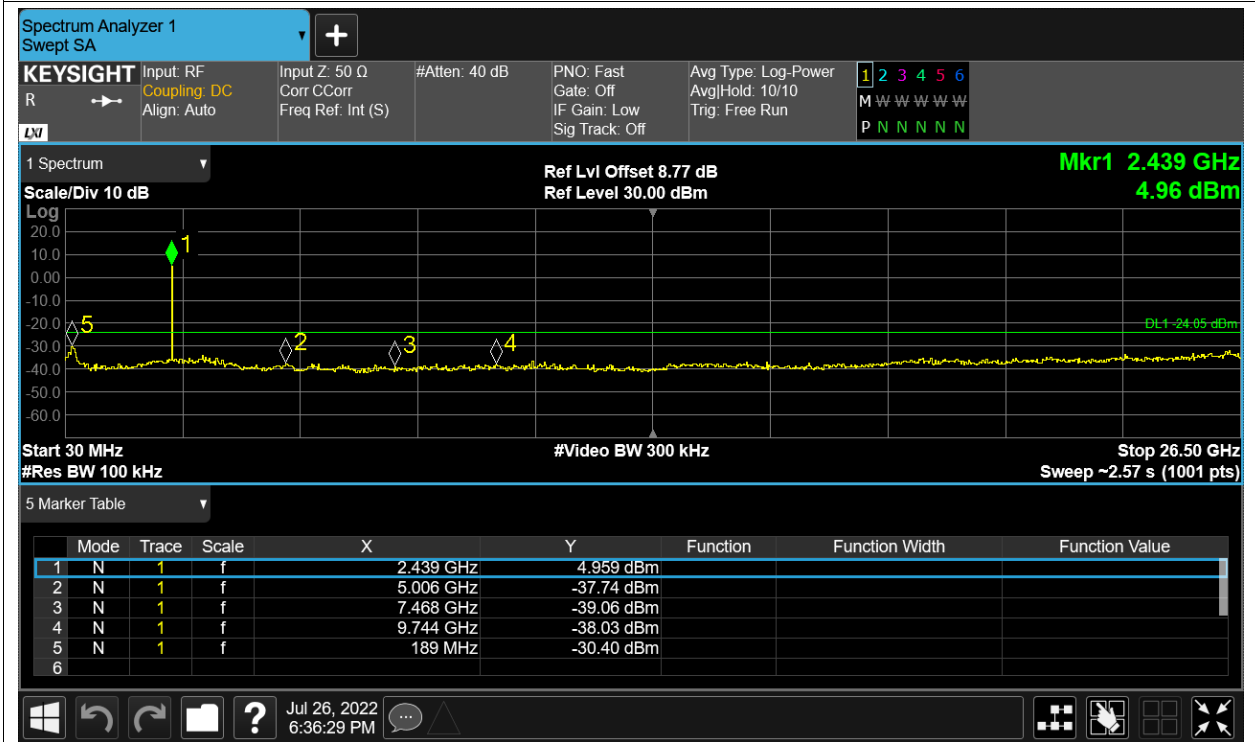 Spectrum Analyzer 1
Swept SA
+
KEYSIGHT
R
LXI
Input: RF
Coupling: DC
Align: Auto
Input Z: 50 Ω
Corr CCorr
Freq Ref: Int (S)
#Atten: 40 dB
PNO: Fast
Gate: Off
IF Gain: Low
Sig Track: Off
Avg Type: Log-Power
Avg|Hold: 10/10
Trig: Free Run
1 2 3 4 5 6
M W W W W W
P N N N N N
1 Spectrum
Scale/Div 10 dB
Ref Lvl Offset 8.77 dB
Ref Level 30.00 dBm
Mkr1 2.439 GHz
4.96 dBm
Log
20.0
10.0
0.00
-10.0
-20.0
-30.0
-40.0
-50.0
-60.0
1
5
2
3
4
DL1 -24.05 dBm
Start 30 MHz
#Video BW 300 kHz
Stop 26.50 GHz
#Res BW 100 kHz
Sweep ~2.57 s (1001 pts)
5 Marker Table
Mode Trace Scale X Y Function Function Width Function Value
1 N 1 f 2.439 GHz 4.959 dBm
2 N 1 f 5.006 GHz -37.74 dBm
3 N 1 f 7.468 GHz -39.06 dBm
4 N 1 f 9.744 GHz -38.03 dBm
5 N 1 f 189 MHz -30.40 dBm
6
?
Jul 26, 2022
6:36:29 PM